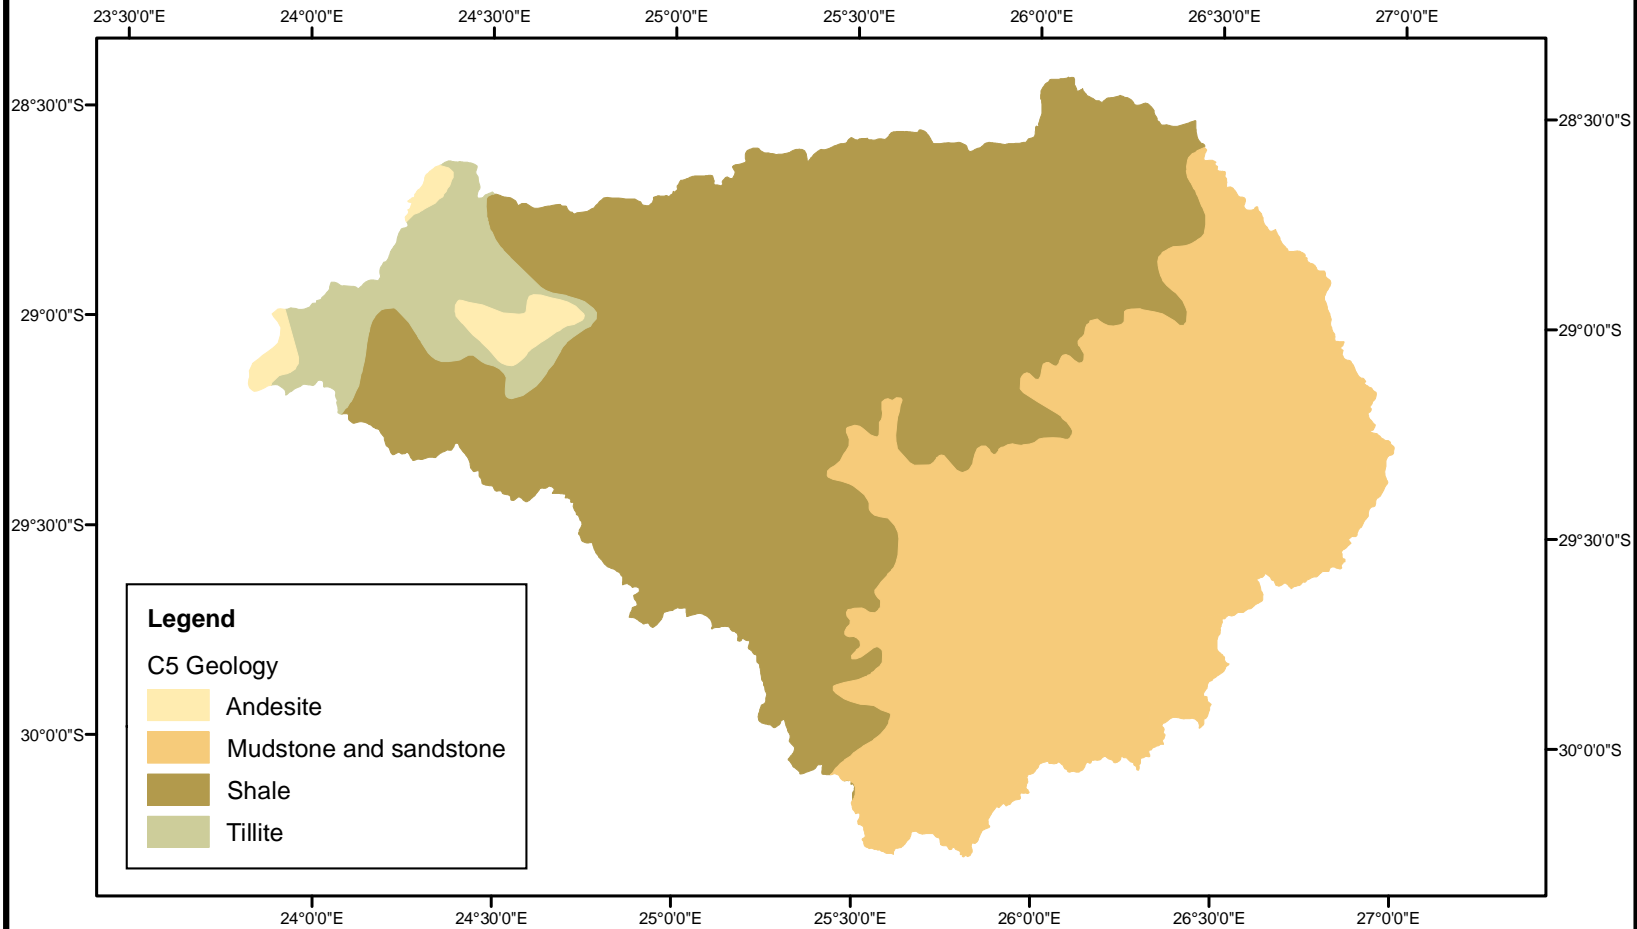 23°30'0"E 24°0'0"E 24°30'0"E 25°0'0"E 25°30'0"E 26°0'0"E 26°30'0"E 27°0'0"E
28°30'0"S
28°30'0"S
29°0'0"S
29°0'0"S
29°30'0"S
29°30'0"S
Legend
C5 Geology
Andesite
30°0'0"S
Mudstone and sandstone
30°0'0"S
Shale
Tillite
24°0'0"E 24°30'0"E 25°0'0"E 25°30'0"E 26°0'0"E 26°30'0"E 27°0'0"E